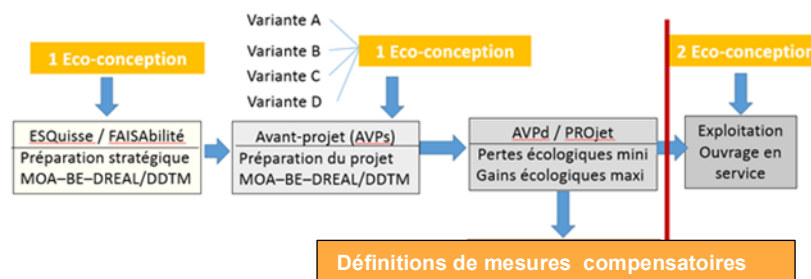 Variante A
Variante B
Variante C
Variante D
1 Eco-conception
1 Eco-conception
2 Eco-conception
ESQuisse / FAISAbilité
Préparation stratégique
MOA–BE–DREAL/DDTM
Avant-projet (AVPs)
Préparation du projet
MOA–BE–DREAL/DDTM
AVPd / PROjet
Pertes écologiques mini
Gains écologiques maxi
Exploitation
Ouvrage en
service
Définitions de mesures compensatoires